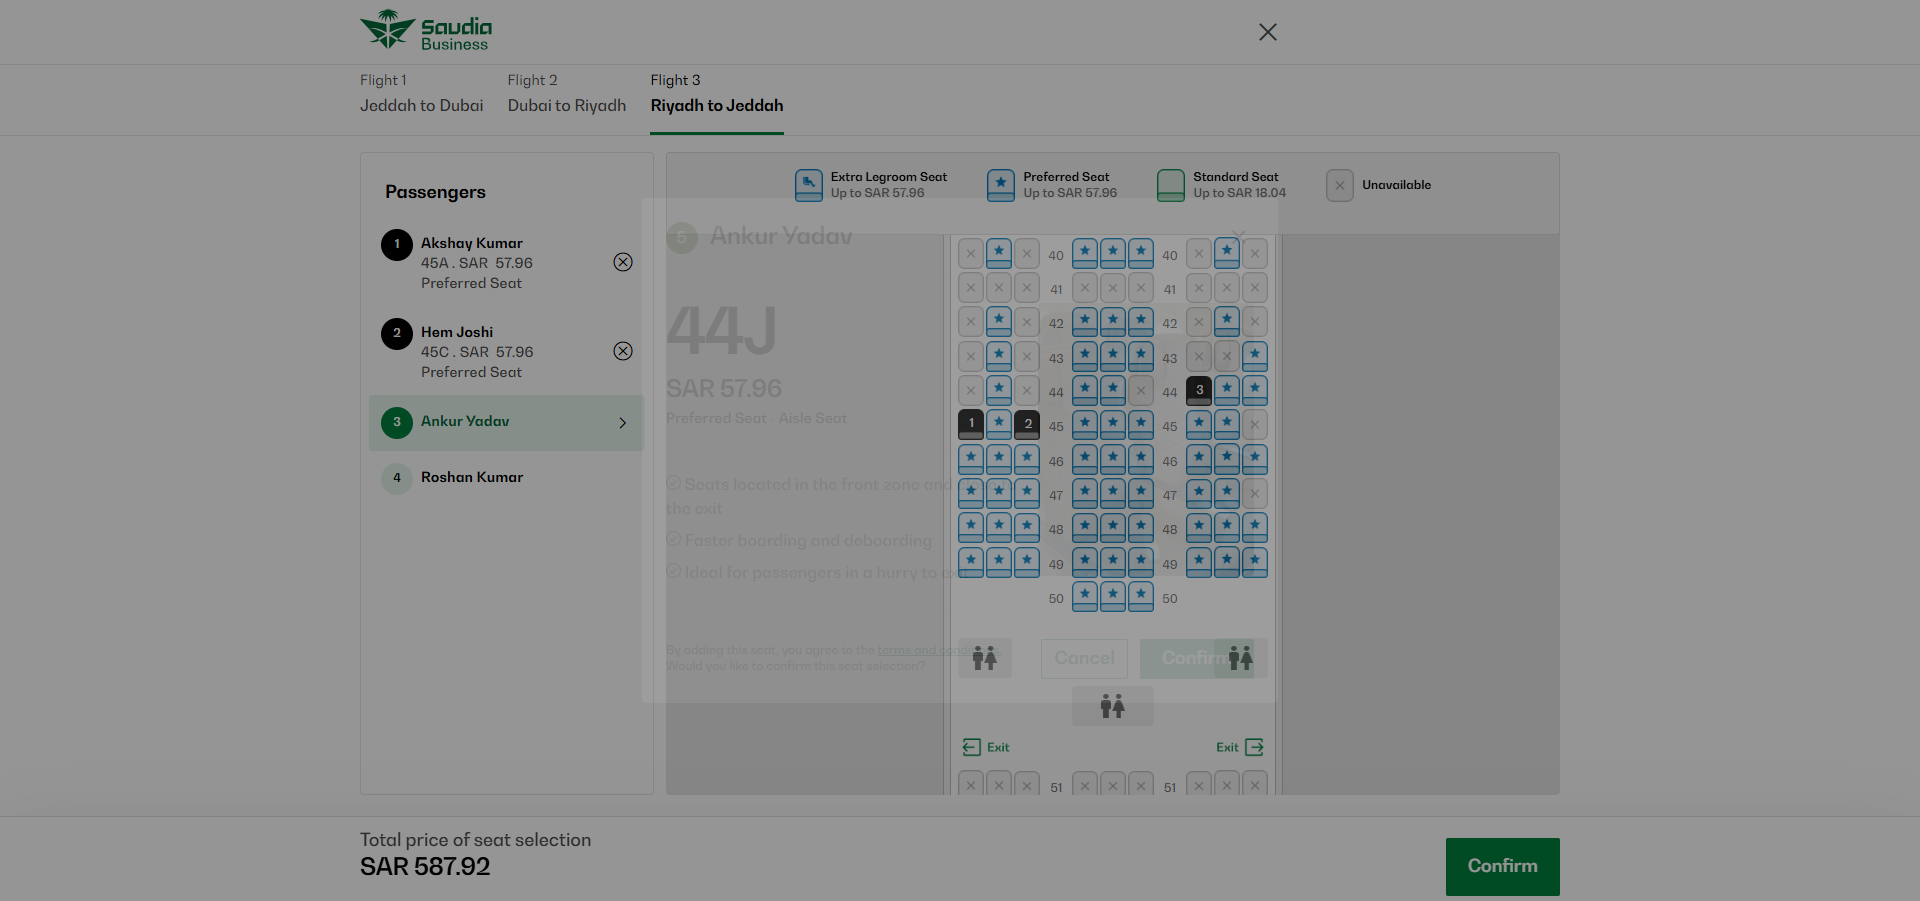 Saudia
Business
Flight 1
Jeddah to Dubai
Flight 2
Dubai to Riyadh
Flight 3
Riyadh to Jeddah
Passengers
1
Akshay Kumar
45A . SAR 57.96
Preferred Seat
2
Hem Joshi
45C . SAR 57.96
Preferred Seat
3
Ankur Yadav
4
Roshan Kumar
Extra Legroom Seat
Up to SAR 57.96
Preferred Seat
Up to SAR 57.96
Standard Seat
Up to SAR 18.04
Unavailable
5 Ankur Yadav
44J
SAR 57.96
Preferred Seat - Aisle Seat
Seats located in the front zone and
the exit
Faster boarding and deboarding
Ideal for passengers in a hurry to exit
By adding this seat, you agree to the terms and conditions.
Would you like to confirm this seat selection?
Cancel
Confirm
40 40
41 41
42 42
43 43
44 3 44
1 2 45 45
46 46
47 47
48 48
49 49
50 50
Exit Exit
51 51
Total price of seat selection
SAR 587.92
Confirm